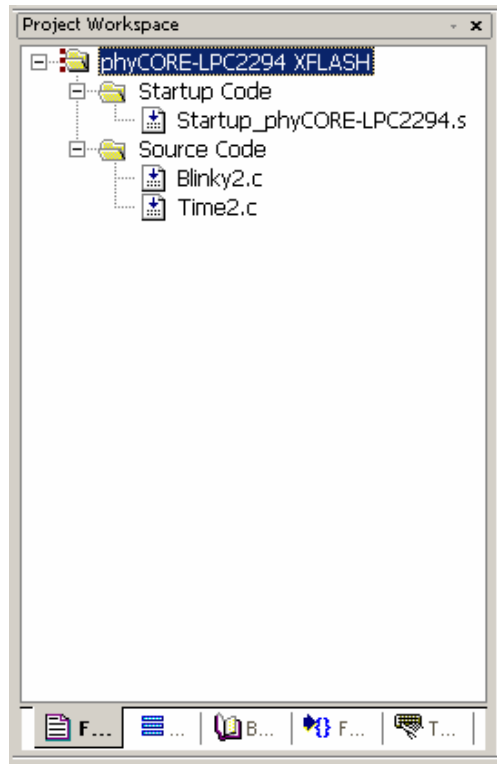 Project Workspace
phyCORE-LPC2294 XFLASH
Startup Code
Startup_phyCORE-LPC2294.s
Source Code
Blinky2.c
Time2.c
F... ... B... F... T...